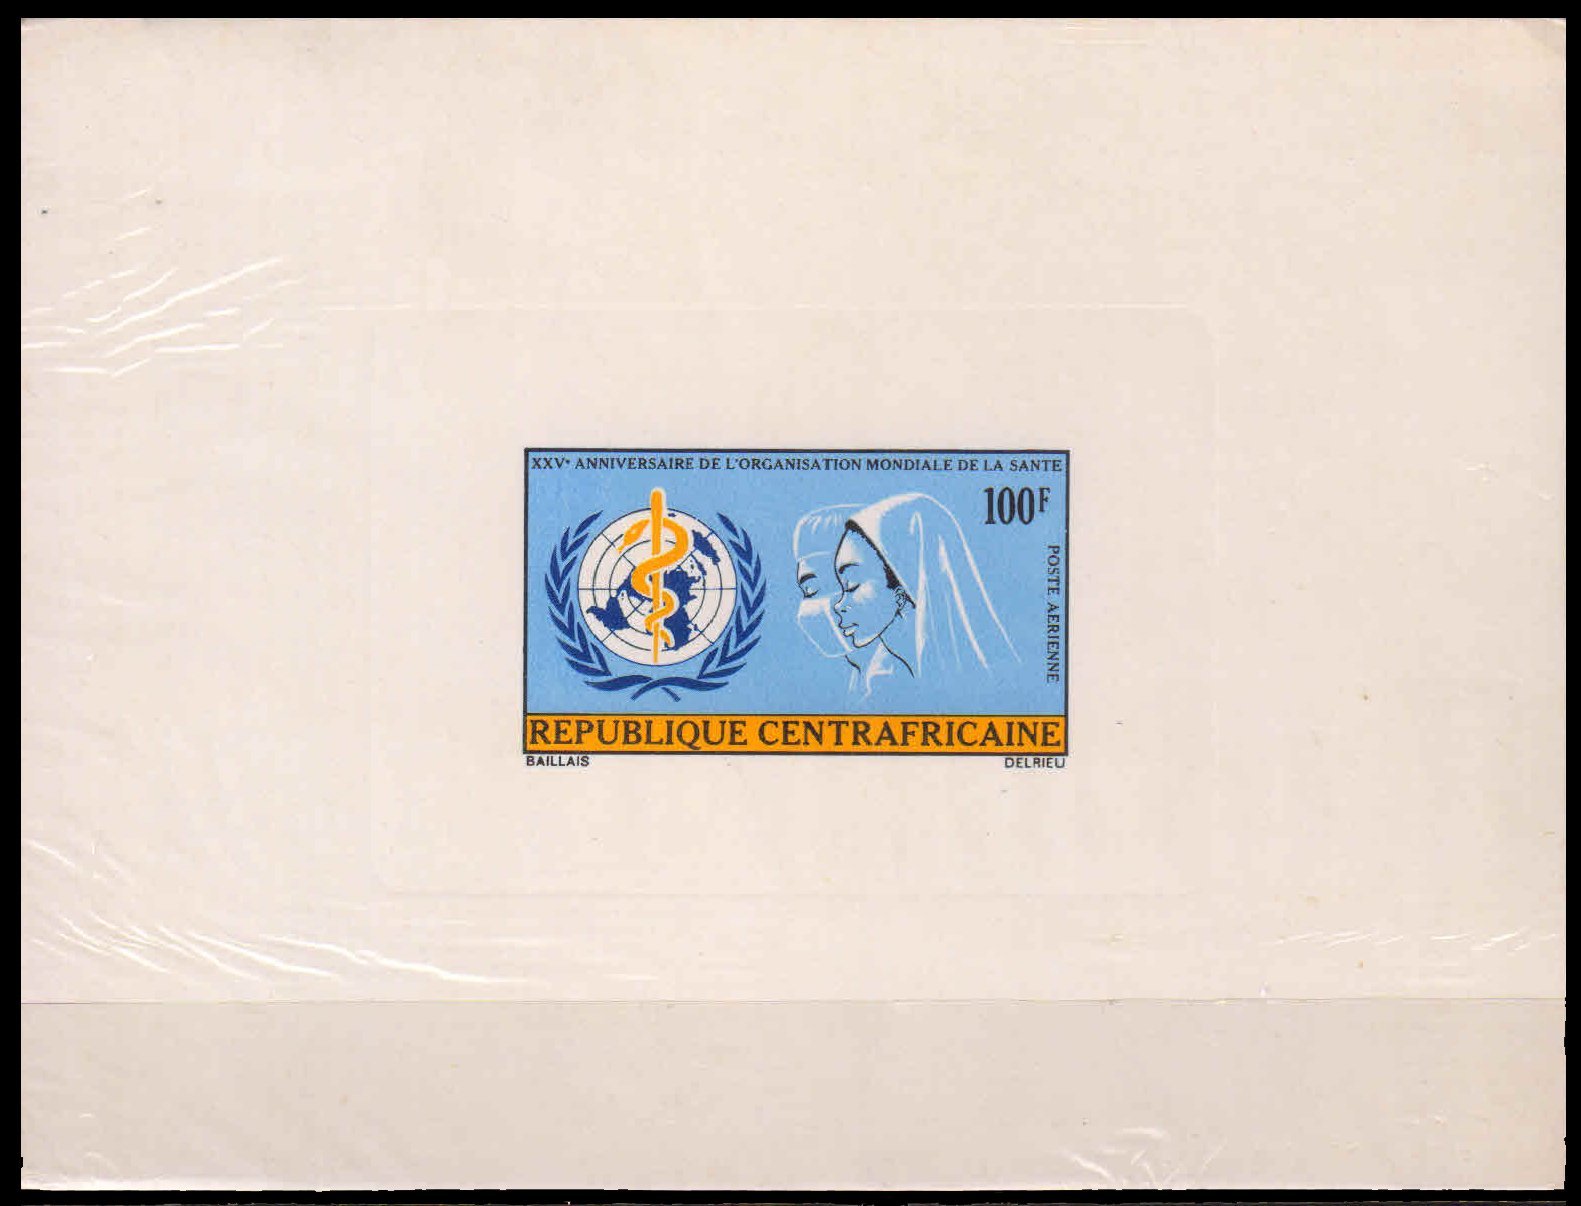 XXVe ANNIVERSAIRE DE L'ORGANISATION MONDIALE DE LA SANTE
100F
POSTE AERIENNE
REPUBLIQUE CENTRAFRICAINE
BAILLAIS
DELRIEU